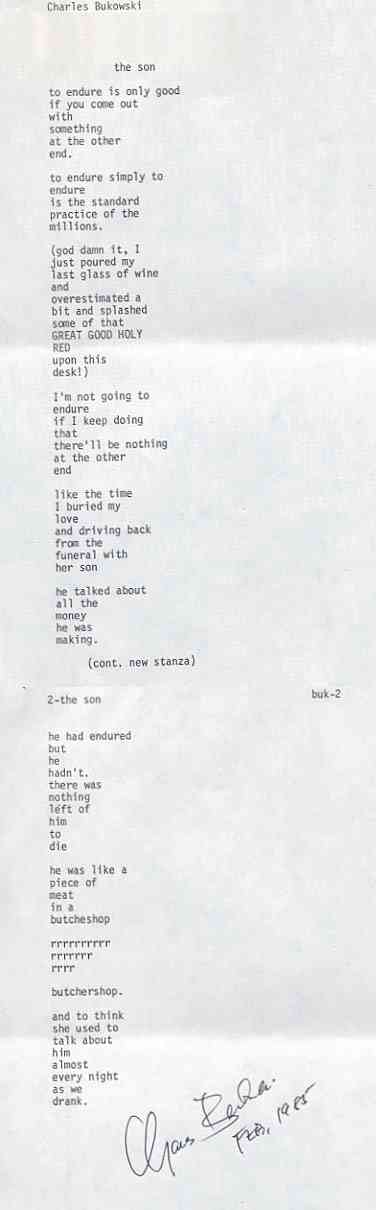 Charles Bukowski
the son
to endure is only good
if you come out
with
something
at the other
end.
to endure simply to
endure
is the standard
practice of the
millions.
(god damn it, I
just poured my
last glass of wine
and
overestimated a
bit and splashed
some of that
GREAT GOOD HOLY
RED
upon this
desk!)
I'm not going to
endure
if I keep doing
that
there'll be nothing
at the other
end
like the time
I buried my
love
and driving back
from the
funeral with
her son
he talked about
all the
money
he was
making.
(cont. new stanza)
2-the son
buk-2
he had endured
but
he
hadn't.
there was
nothing
left of
him
to
die
he was like a
piece of
meat
in a
butcheshop
rrrrrrrrrr
rrrrrrr
rrrr
butchershop.
and to think
she used to
talk about
him
almost
every night
as we
drank.
Feb, 1985